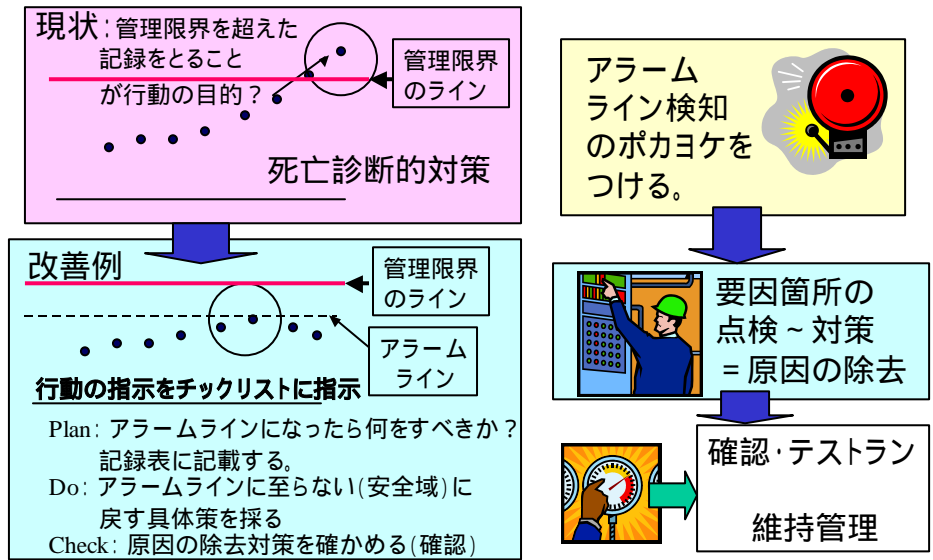 現状:管理限界を超えた
記録をとること
が行動の目的?
管理限界
のライン
死亡診断的対策
改善例
管理限界
のライン
アラーム
ライン
行動の指示をチックリストに指示
Plan:アラームラインになったら何をすべきか?
記録表に記載する。
Do:アラームラインに至らない(安全域)に
戻す具体策を採る
Check:原因の除去対策を確かめる(確認)
アラーム
ライン検知
のポカヨケを
つける。
要因箇所の
点検~対策
=原因の除去
確認・テストラン
維持管理